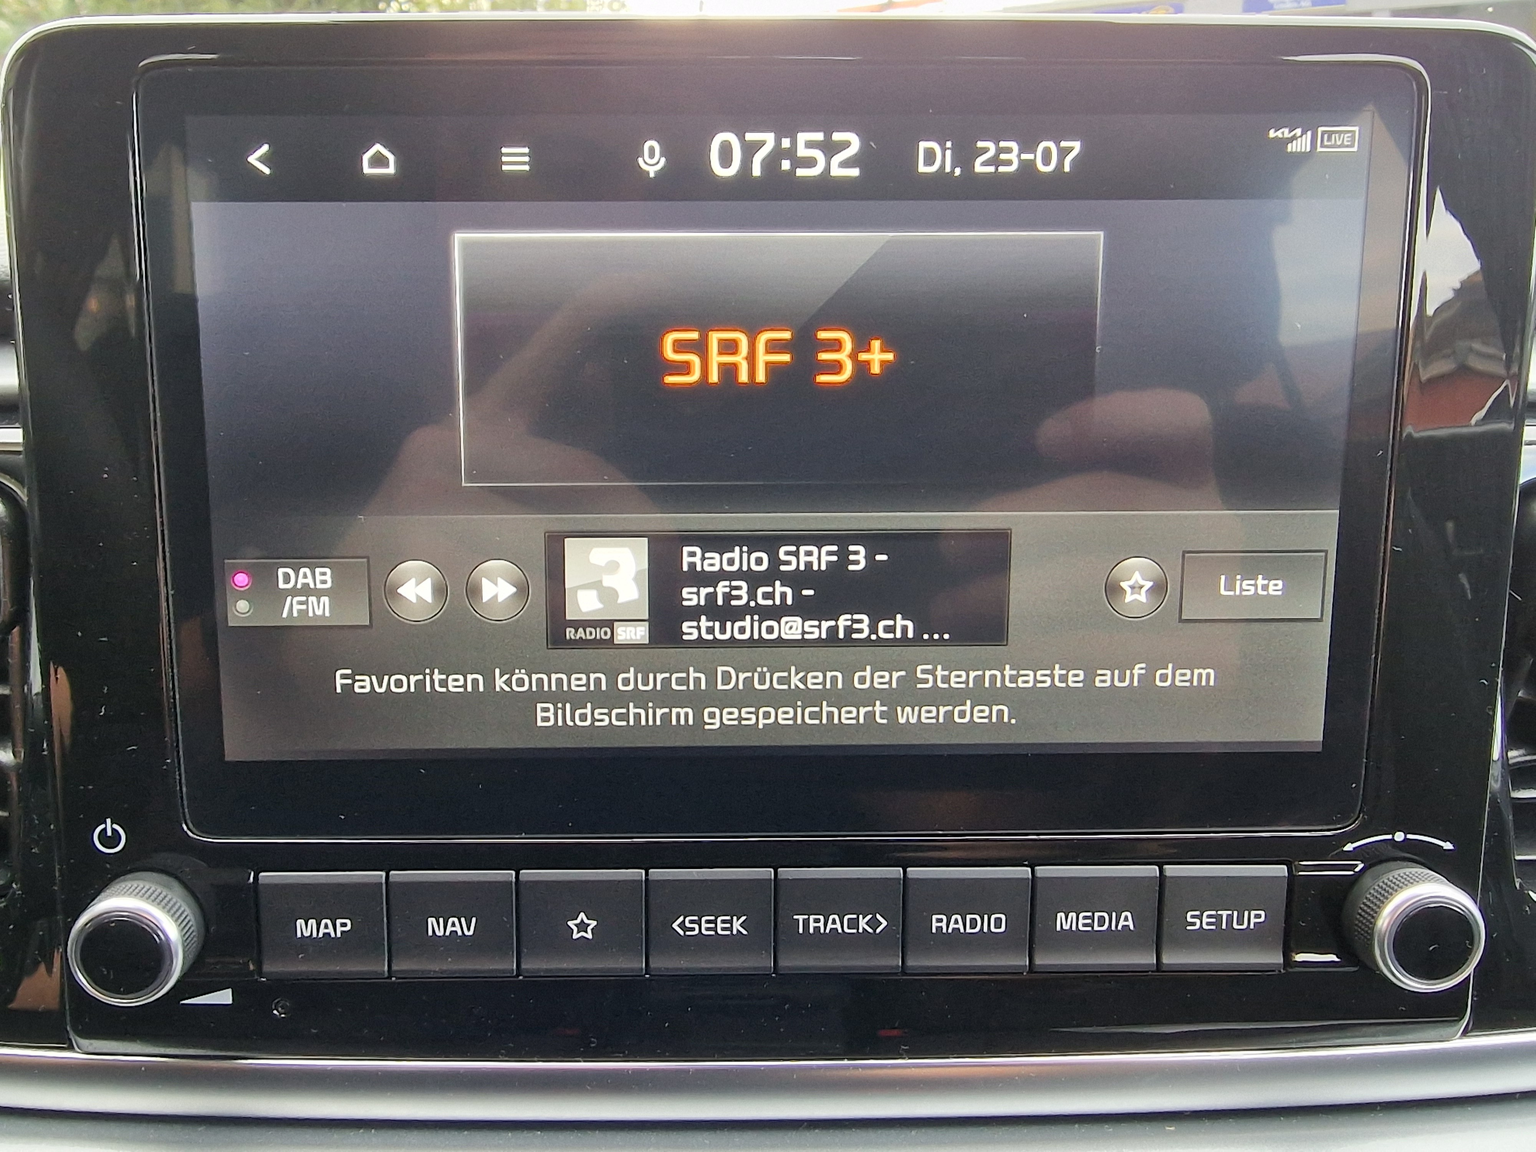 07:52 Di, 23-07
KIA LIVE
SRF 3+
DAB
/FM
3
RADIO SRF
Radio SRF 3 -
srf3.ch -
studio@srf3.ch ...
Liste
Favoriten können durch Drücken der Sterntaste auf dem
Bildschirm gespeichert werden.
MAP NAV <SEEK TRACK> RADIO MEDIA SETUP